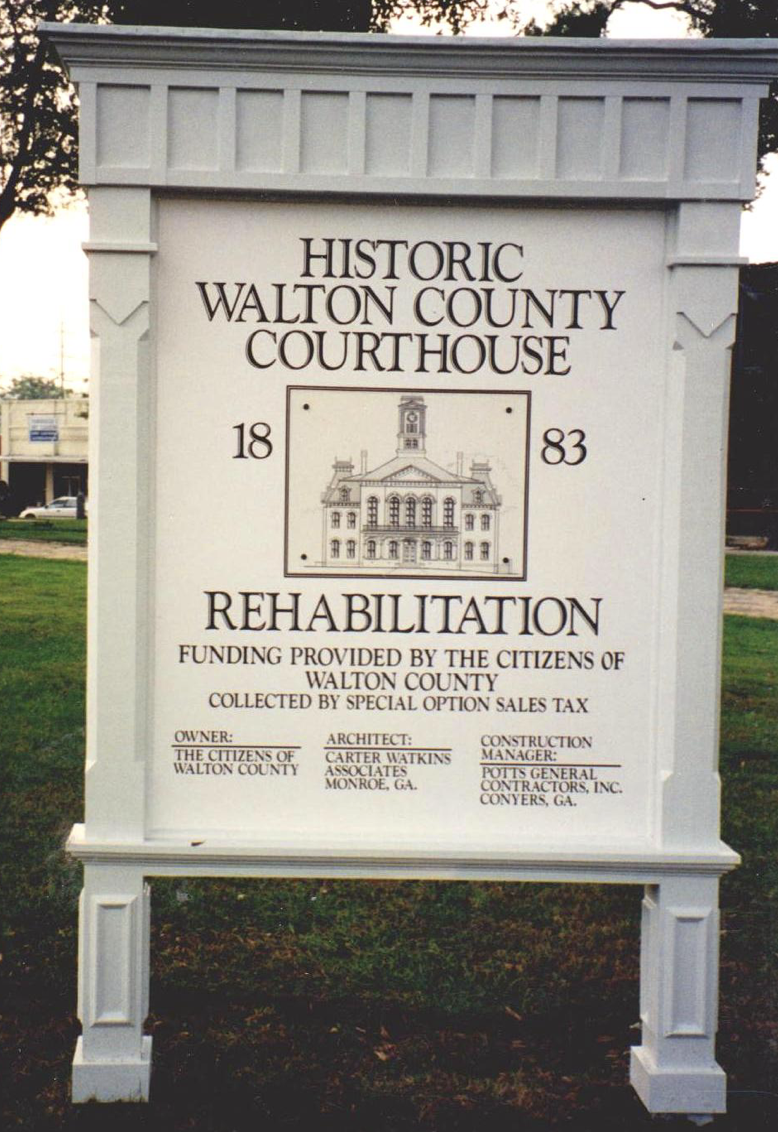 HISTORIC
WALTON COUNTY
COURTHOUSE
18 83
REHABILITATION
FUNDING PROVIDED BY THE CITIZENS OF
WALTON COUNTY
COLLECTED BY SPECIAL OPTION SALES TAX
OWNER:
THE CITIZENS OF
WALTON COUNTY
ARCHITECT:
CARTER WATKINS
ASSOCIATES
MONROE, GA.
CONSTRUCTION
MANAGER:
POTTS GENERAL
CONTRACTORS, INC.
CONYERS, GA.